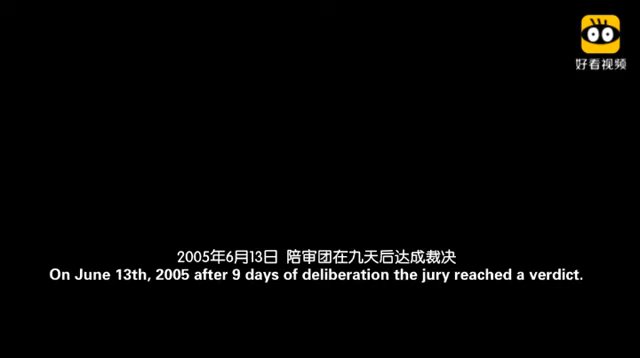 好看视频
2005年6月13日 陪审团在九天后达成裁决
On June 13th, 2005 after 9 days of deliberation the jury reached a verdict.